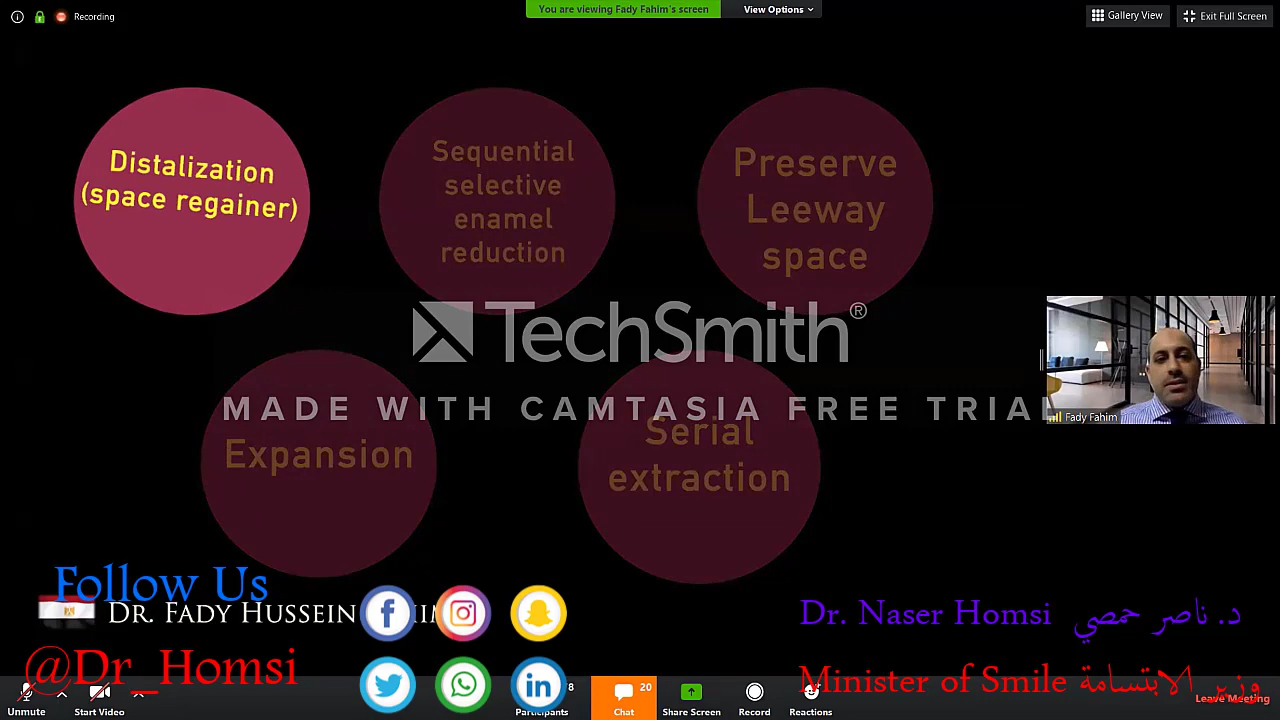 Recording
You are viewing Fady Fahim's screen
View Options
Gallery View
Exit Full Screen
Distalization
(space regainer)
Sequential
selective
enamel
reduction
Preserve
Leeway
space
TechSmith®
MADE WITH CAMTASIA FREE TRIAL
Fady Fahim
Expansion
Serial
extraction
Follow Us
DR. FADY HUSSEIN
@Dr_Homsi
Dr. Naser Homsi د. ناصر حمصي
Minister of Smile وزير الابتسامة
Unmute
Start Video
Participants
8
Chat
20
Share Screen
Record
Reactions
Leave Meeting